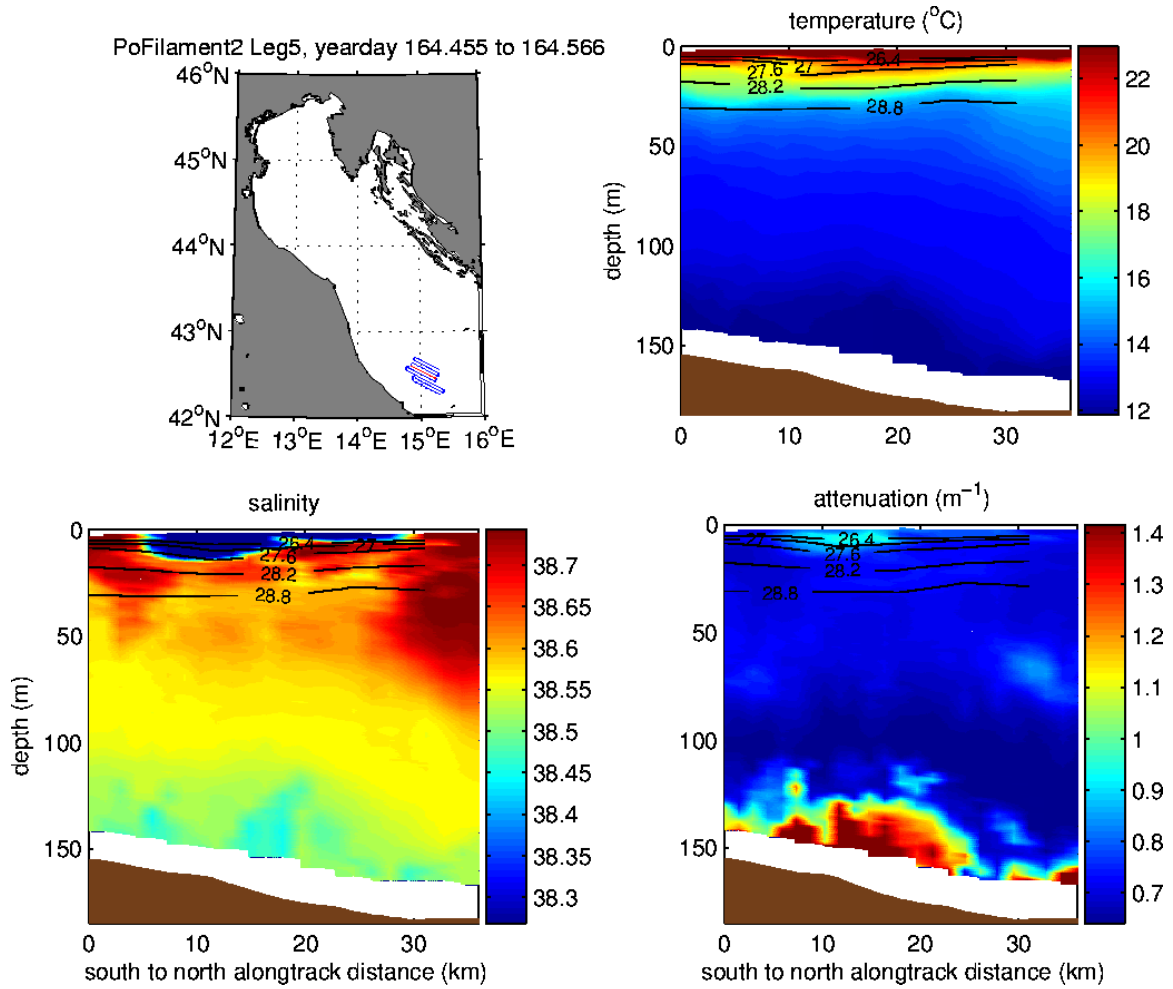 PoFilament2 Leg5, yearday 164.455 to 164.566
46°N
45°N
44°N
43°N
42°N
12°E 13°E 14°E 15°E 16°E
temperature (°C)
0
50
100
150
depth (m)
26.4
27
27.6
28.2
28.8
0 10 20 30
22
20
18
16
14
12
salinity
0
50
100
150
depth (m)
26.4
27
27.6
28.2
28.8
0 10 20 30
south to north alongtrack distance (km)
38.7
38.65
38.6
38.55
38.5
38.45
38.4
38.35
38.3
attenuation (m⁻¹)
0
50
100
150
27
26.4
27.6
28.2
28.8
0 10 20 30
south to north alongtrack distance (km)
1.4
1.3
1.2
1.1
1
0.9
0.8
0.7